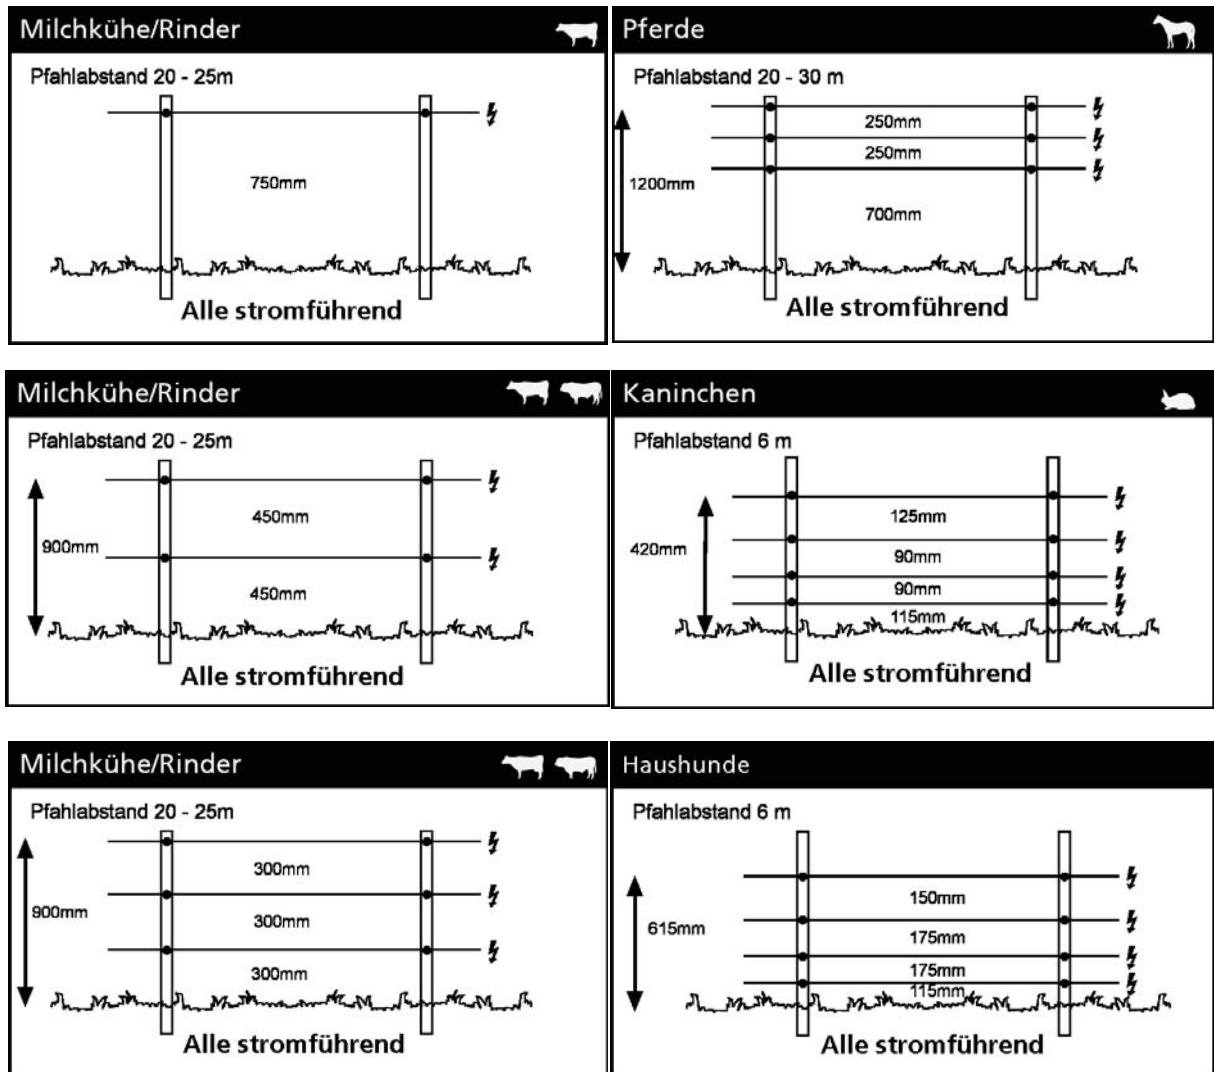 Milchkühe/Rinder
Pfahlabstand 20 - 25m
750mm
Alle stromführend
Pferde
Pfahlabstand 20 - 30 m
250mm
250mm
1200mm
700mm
Alle stromführend
Milchkühe/Rinder
Pfahlabstand 20 - 25m
450mm
900mm
450mm
Alle stromführend
Kaninchen
Pfahlabstand 6 m
125mm
420mm
90mm
90mm
115mm
Alle stromführend
Milchkühe/Rinder
Pfahlabstand 20 - 25m
300mm
900mm
300mm
300mm
Alle stromführend
Haushunde
Pfahlabstand 6 m
150mm
615mm
175mm
175mm
115mm
Alle stromführend